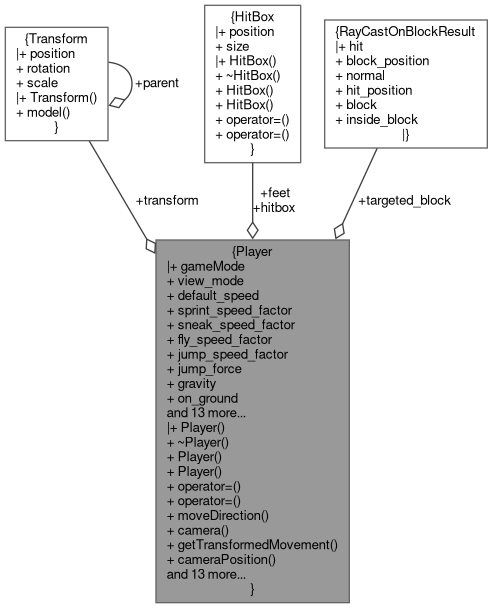 {Transform
|+ position
+ rotation
+ scale
|+ Transform()
+ model()
}
+parent
{HitBox
|+ position
+ size
|+ HitBox()
+ ~HitBox()
+ HitBox()
+ HitBox()
+ operator=()
+ operator=()
}
{RayCastOnBlockResult
|+ hit
+ block_position
+ normal
+ hit_position
+ block
+ inside_block
|}
+transform
+feet
+hitbox
+targeted_block
{Player
|+ gameMode
+ view_mode
+ default_speed
+ sprint_speed_factor
+ sneak_speed_factor
+ fly_speed_factor
+ jump_speed_factor
+ jump_force
+ gravity
+ on_ground
and 13 more...
|+ Player()
+ ~Player()
+ Player()
+ Player()
+ operator=()
+ operator=()
+ moveDirection()
+ camera()
+ getTransformedMovement()
+ cameraPosition()
and 13 more...
}